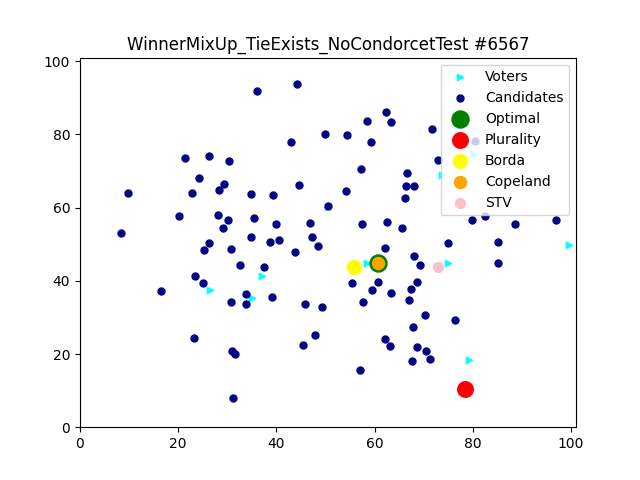 WinnerMixUp_TieExists_NoCondorcetTest #6567
100
80
60
40
20
0
0 20 40 60 80 100
Voters
Candidates
Optimal
Plurality
Borda
Copeland
STV